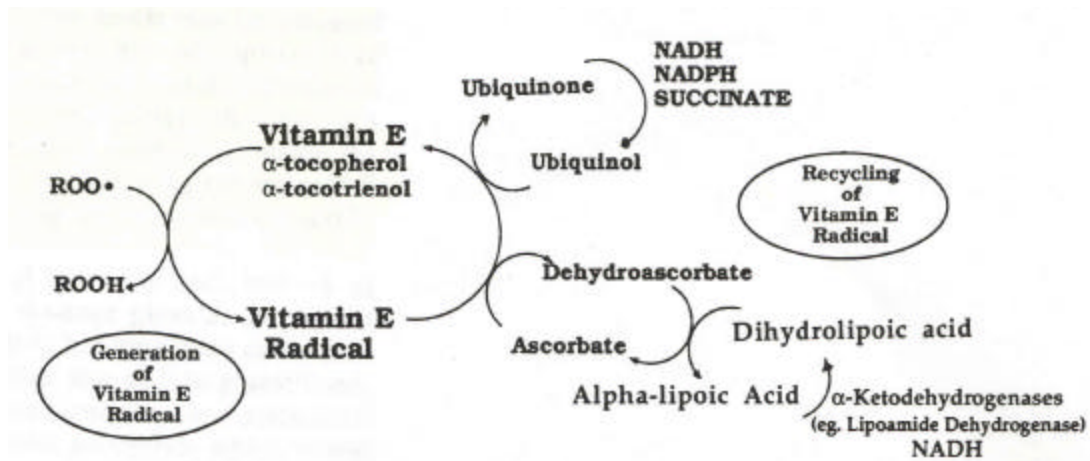 NADH
NADPH
SUCCINATE
Ubiquinone
Ubiquinol
Vitamin E
α-tocopherol
α-tocotrienol
ROO•
ROOH
Vitamin E
Radical
Generation
of
Vitamin E
Radical
Recycling
of
Vitamin E
Radical
Dehydroascorbate
Ascorbate
Dihydrolipoic acid
Alpha-lipoic Acid
α-Ketodehydrogenases
(eg. Lipoamide Dehydrogenase)
NADH